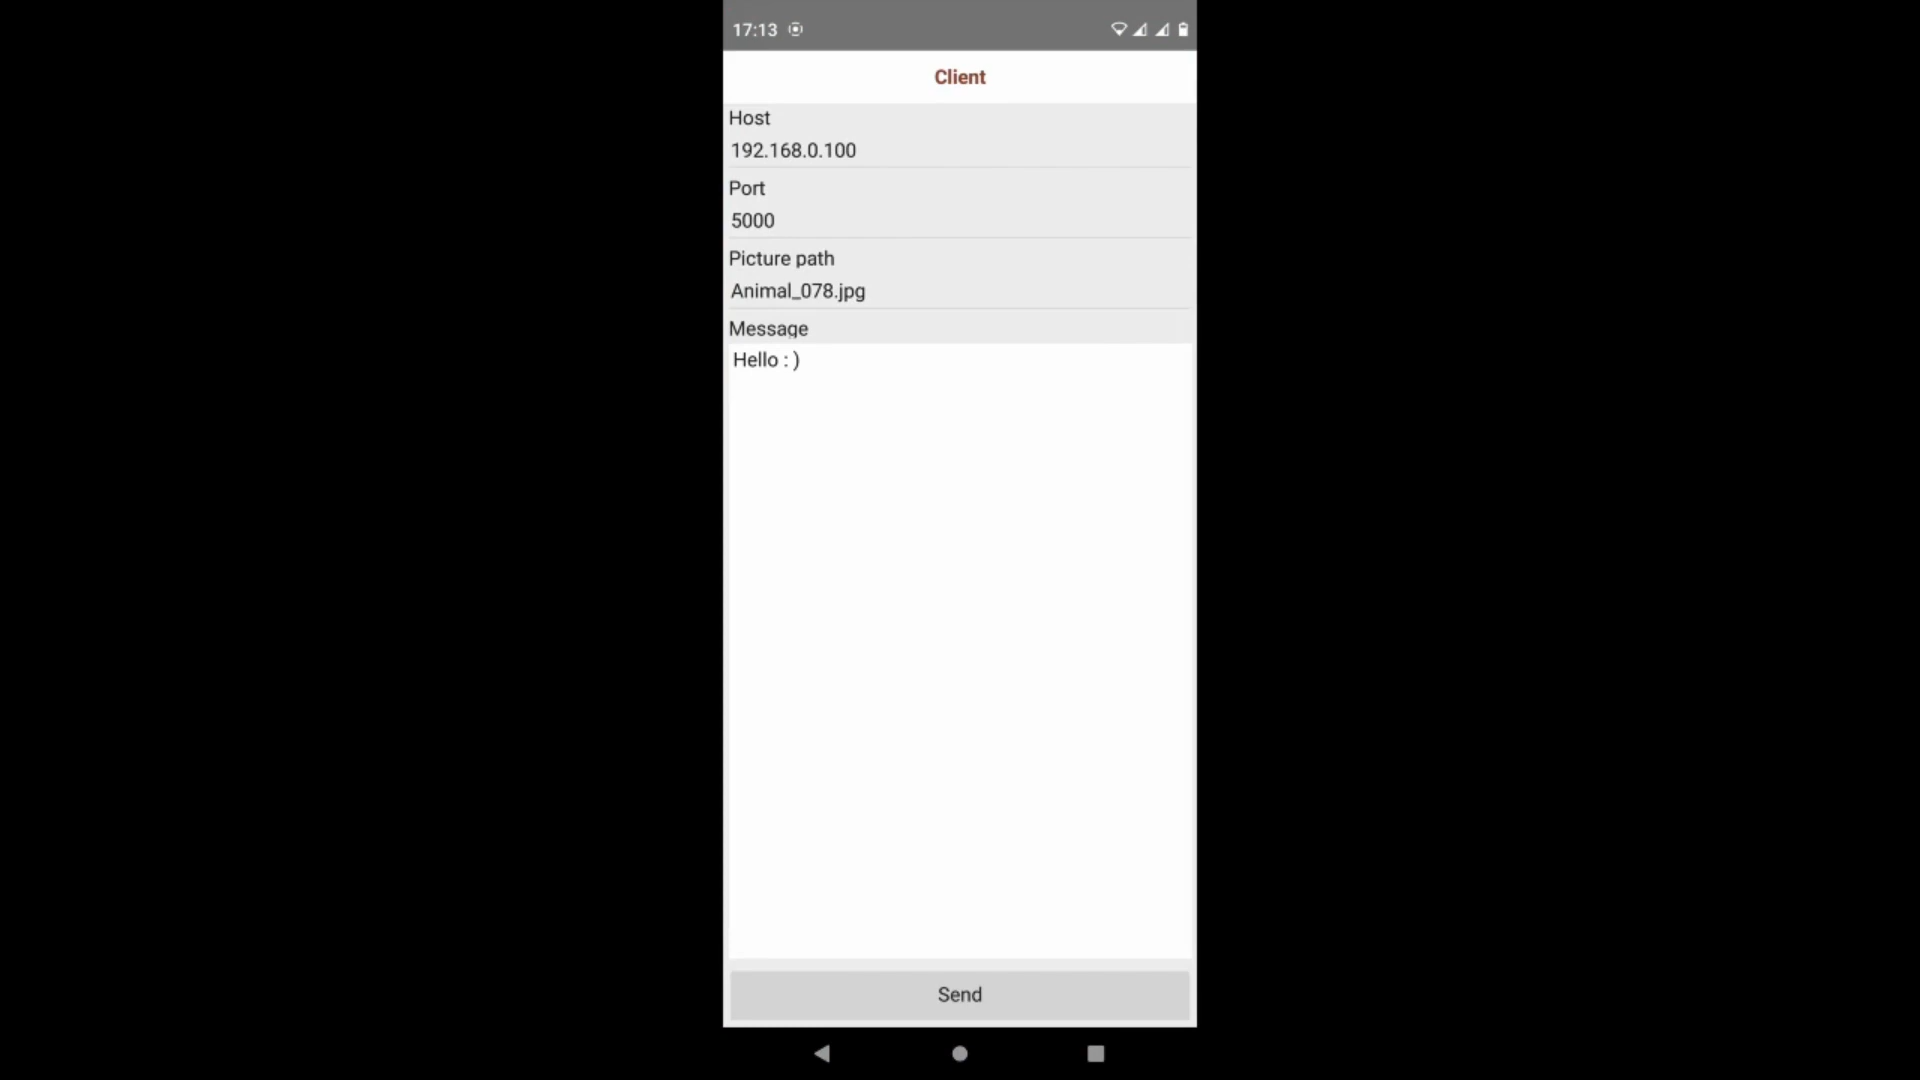 17:13
Client
Host
192.168.0.100
Port
5000
Picture path
Animal_078.jpg
Message
Hello : )
Send